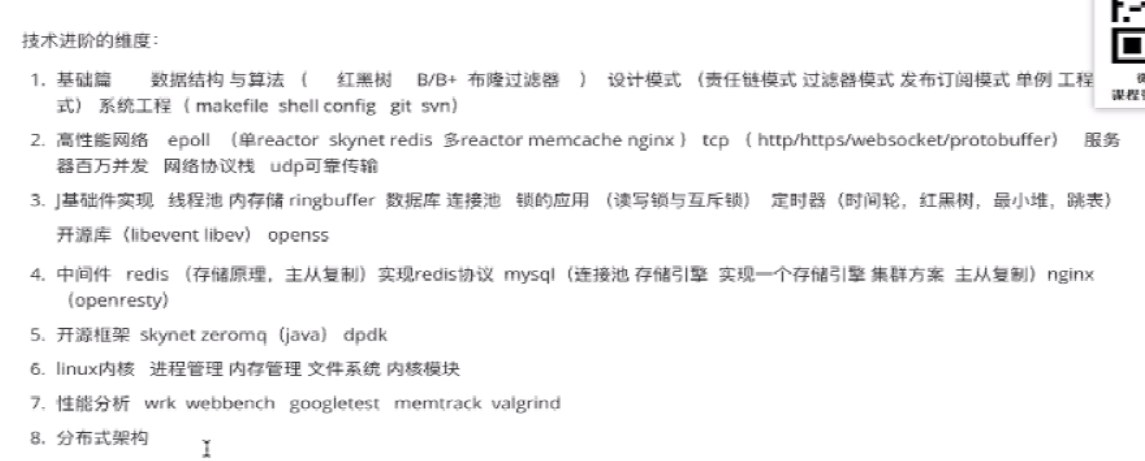 技术进阶的维度：
1. 基础篇 数据结构 与算法 （ 红黑树 B/B+ 布隆过滤器 ） 设计模式 （责任链模式 过滤器模式 发布订阅模式 单例 工程
式） 系统工程 （ makefile shell config git svn）
2. 高性能网络 epoll （单reactor skynet redis 多reactor memcache nginx ） tcp （ http/https/websocket/protobuffer） 服务
器百万并发 网络协议栈 udp可靠传输
3. J基础件实现 线程池 内存储 ringbuffer 数据库 连接池 锁的应用 （读写锁与互斥锁） 定时器（时间轮，红黑树，最小堆，跳表）
开源库（libevent libev） openss
4. 中间件 redis （存储原理，主从复制）实现redis协议 mysql（连接池 存储引擎 实现一个存储引擎 集群方案 主从复制）nginx
（openresty）
5. 开源框架 skynet zeromq（java） dpdk
6. linux内核 进程管理 内存管理 文件系统 内核模块
7. 性能分析 wrk webbench googletest memtrack valgrind
8. 分布式架构